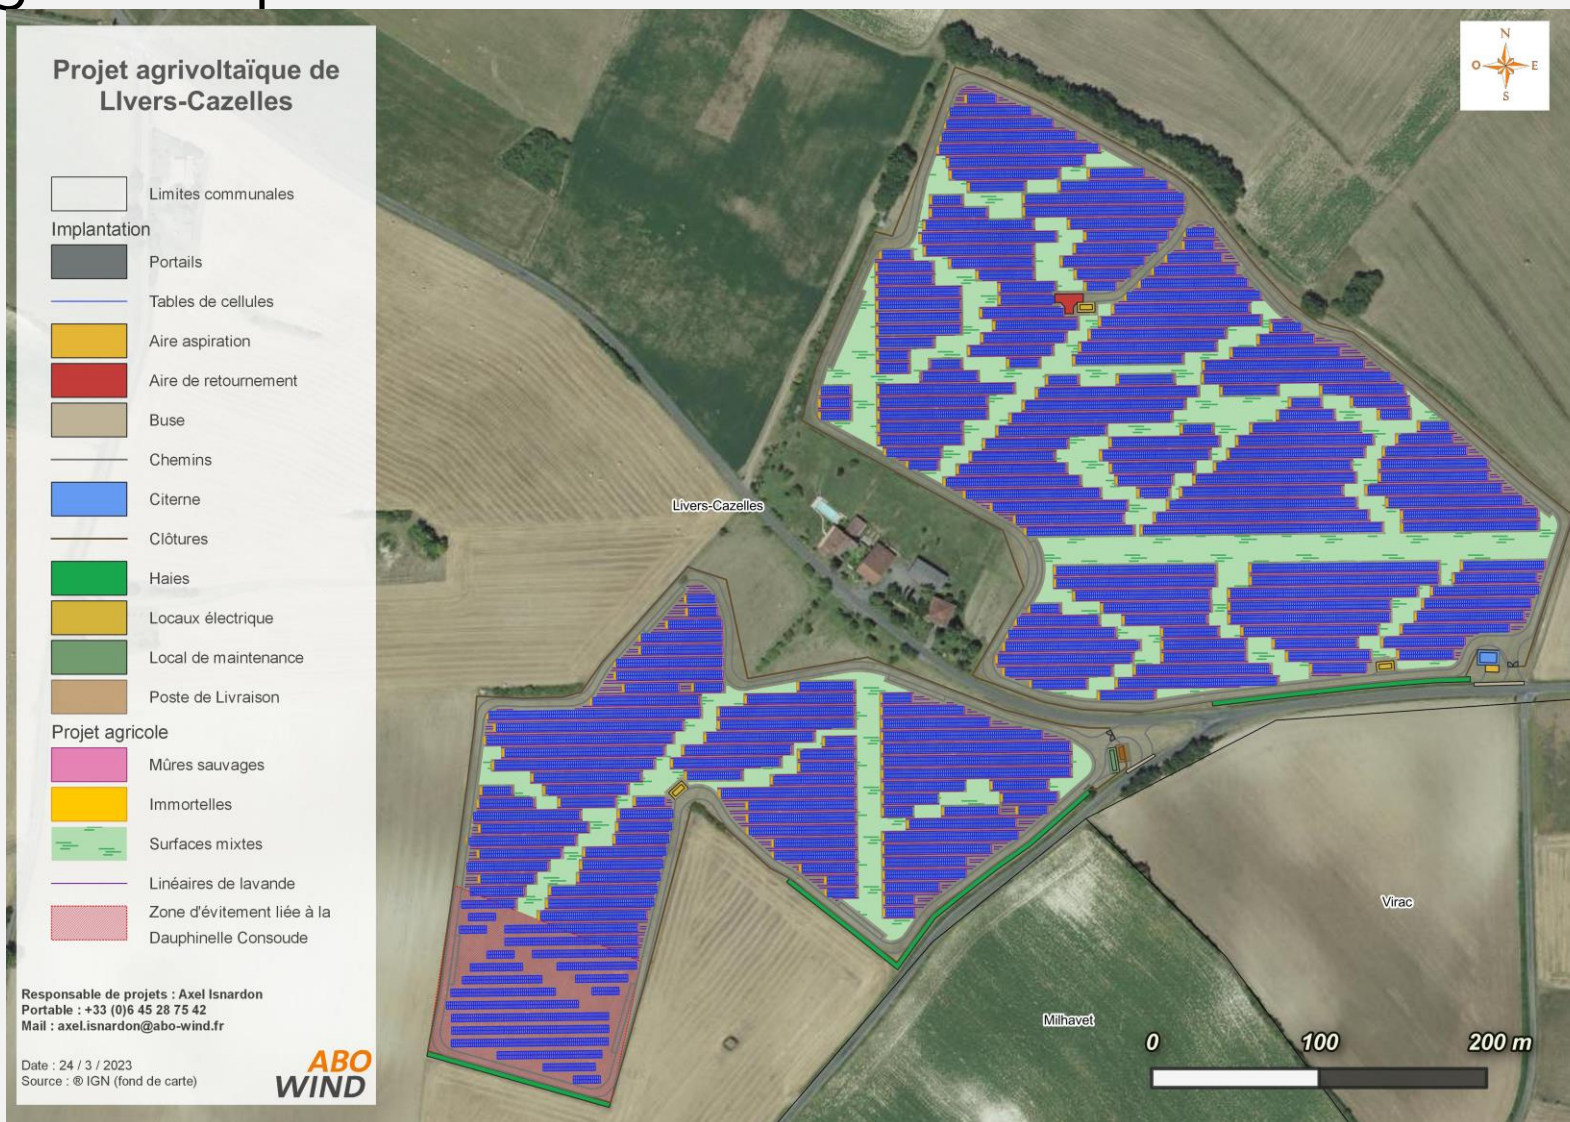 Projet agrivoltaïque de
LIvers-Cazelles
Limites communales
Implantation
Portails
Tables de cellules
Aire aspiration
Aire de retournement
Buse
Chemins
Citerne
Clôtures
Haies
Locaux électrique
Local de maintenance
Poste de Livraison
Projet agricole
Mûres sauvages
Immortelles
Surfaces mixtes
Linéaires de lavande
Zone d'évitement liée à la
Dauphinelle Consoude
Responsable de projets : Axel Isnardon
Portable : +33 (0)6 45 28 75 42
Mail : axel.isnardon@abo-wind.fr
Date : 24 / 3 / 2023
Source : ® IGN (fond de carte)
ABO
WIND
N
O E
S
Livers-Cazelles
Virac
Milhavet
0 100 200 m